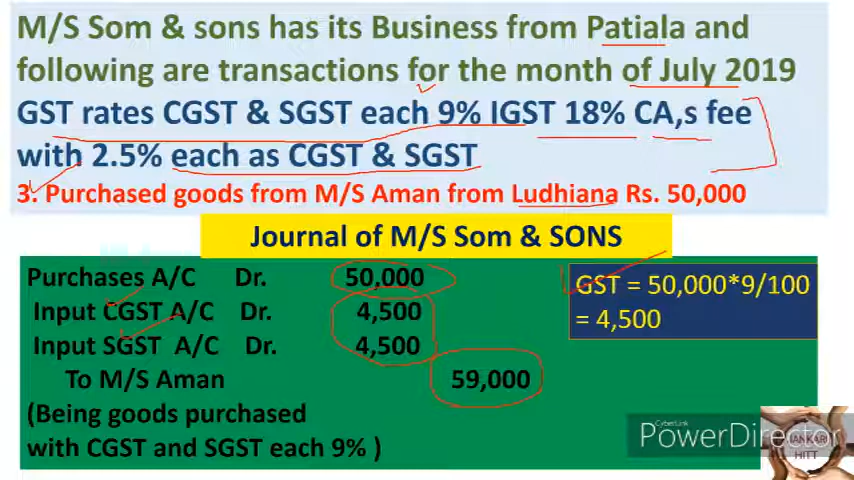 M/S Som & sons has its Business from Patiala and
following are transactions for the month of July 2019
GST rates CGST & SGST each 9% IGST 18% CA,s fee
with 2.5% each as CGST & SGST
3. Purchased goods from M/S Aman from Ludhiana Rs. 50,000
Journal of M/S Som & SONS
Purchases A/C Dr. 50,000
Input CGST A/C Dr. 4,500
Input SGST A/C Dr. 4,500
To M/S Aman 59,000
(Being goods purchased
with CGST and SGST each 9% )
GST = 50,000*9/100
= 4,500
CyberLink
PowerDirector
HITT